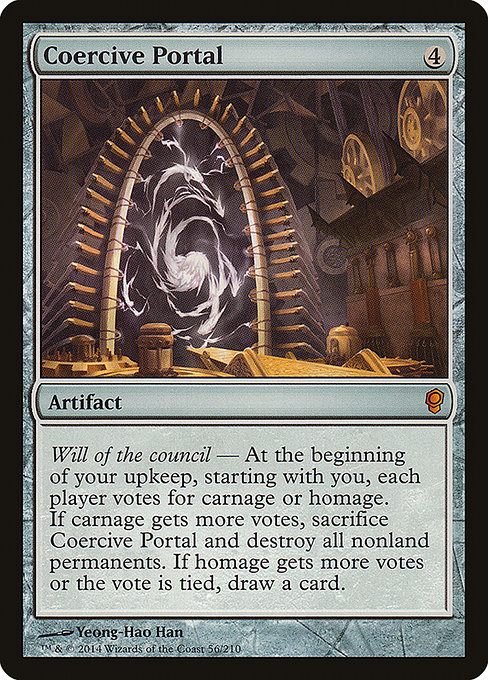 Coercive Portal 4
Artifact
Will of the council — At the beginning
of your upkeep, starting with you, each
player votes for carnage or homage.
If carnage gets more votes, sacrifice
Coercive Portal and destroy all nonland
permanents. If homage gets more votes
or the vote is tied, draw a card.
Yeong-Hao Han
™ & © 2014 Wizards of the Coast 56/210